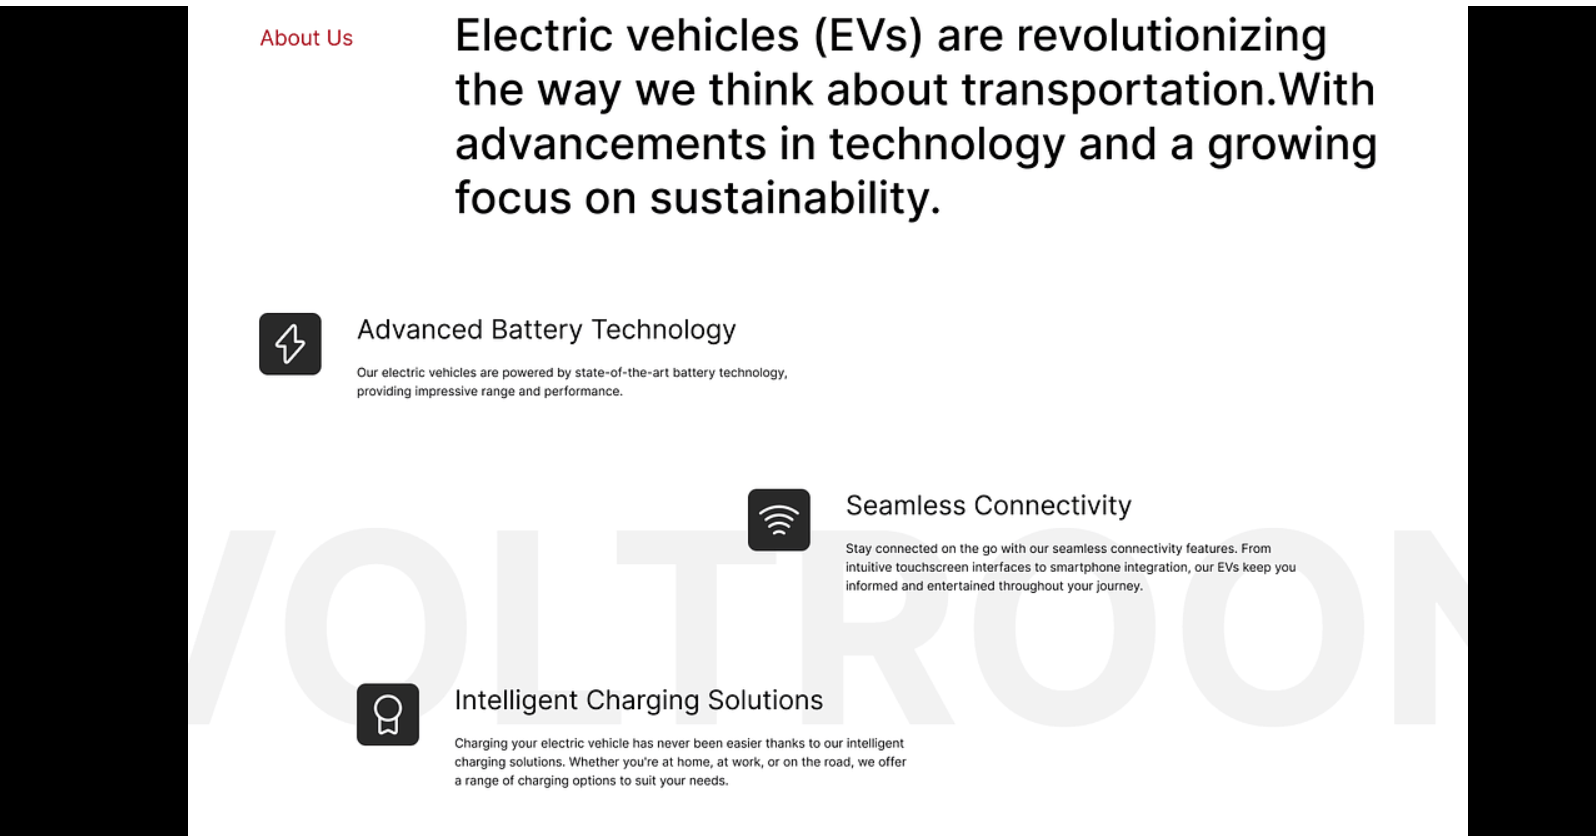 About Us
Electric vehicles (EVs) are revolutionizing
the way we think about transportation.With
advancements in technology and a growing
focus on sustainability.
Advanced Battery Technology
Our electric vehicles are powered by state-of-the-art battery technology,
providing impressive range and performance.
Seamless Connectivity
Stay connected on the go with our seamless connectivity features. From
intuitive touchscreen interfaces to smartphone integration, our EVs keep you
informed and entertained throughout your journey.
VOLTROON
Intelligent Charging Solutions
Charging your electric vehicle has never been easier thanks to our intelligent
charging solutions. Whether you're at home, at work, or on the road, we offer
a range of charging options to suit your needs.